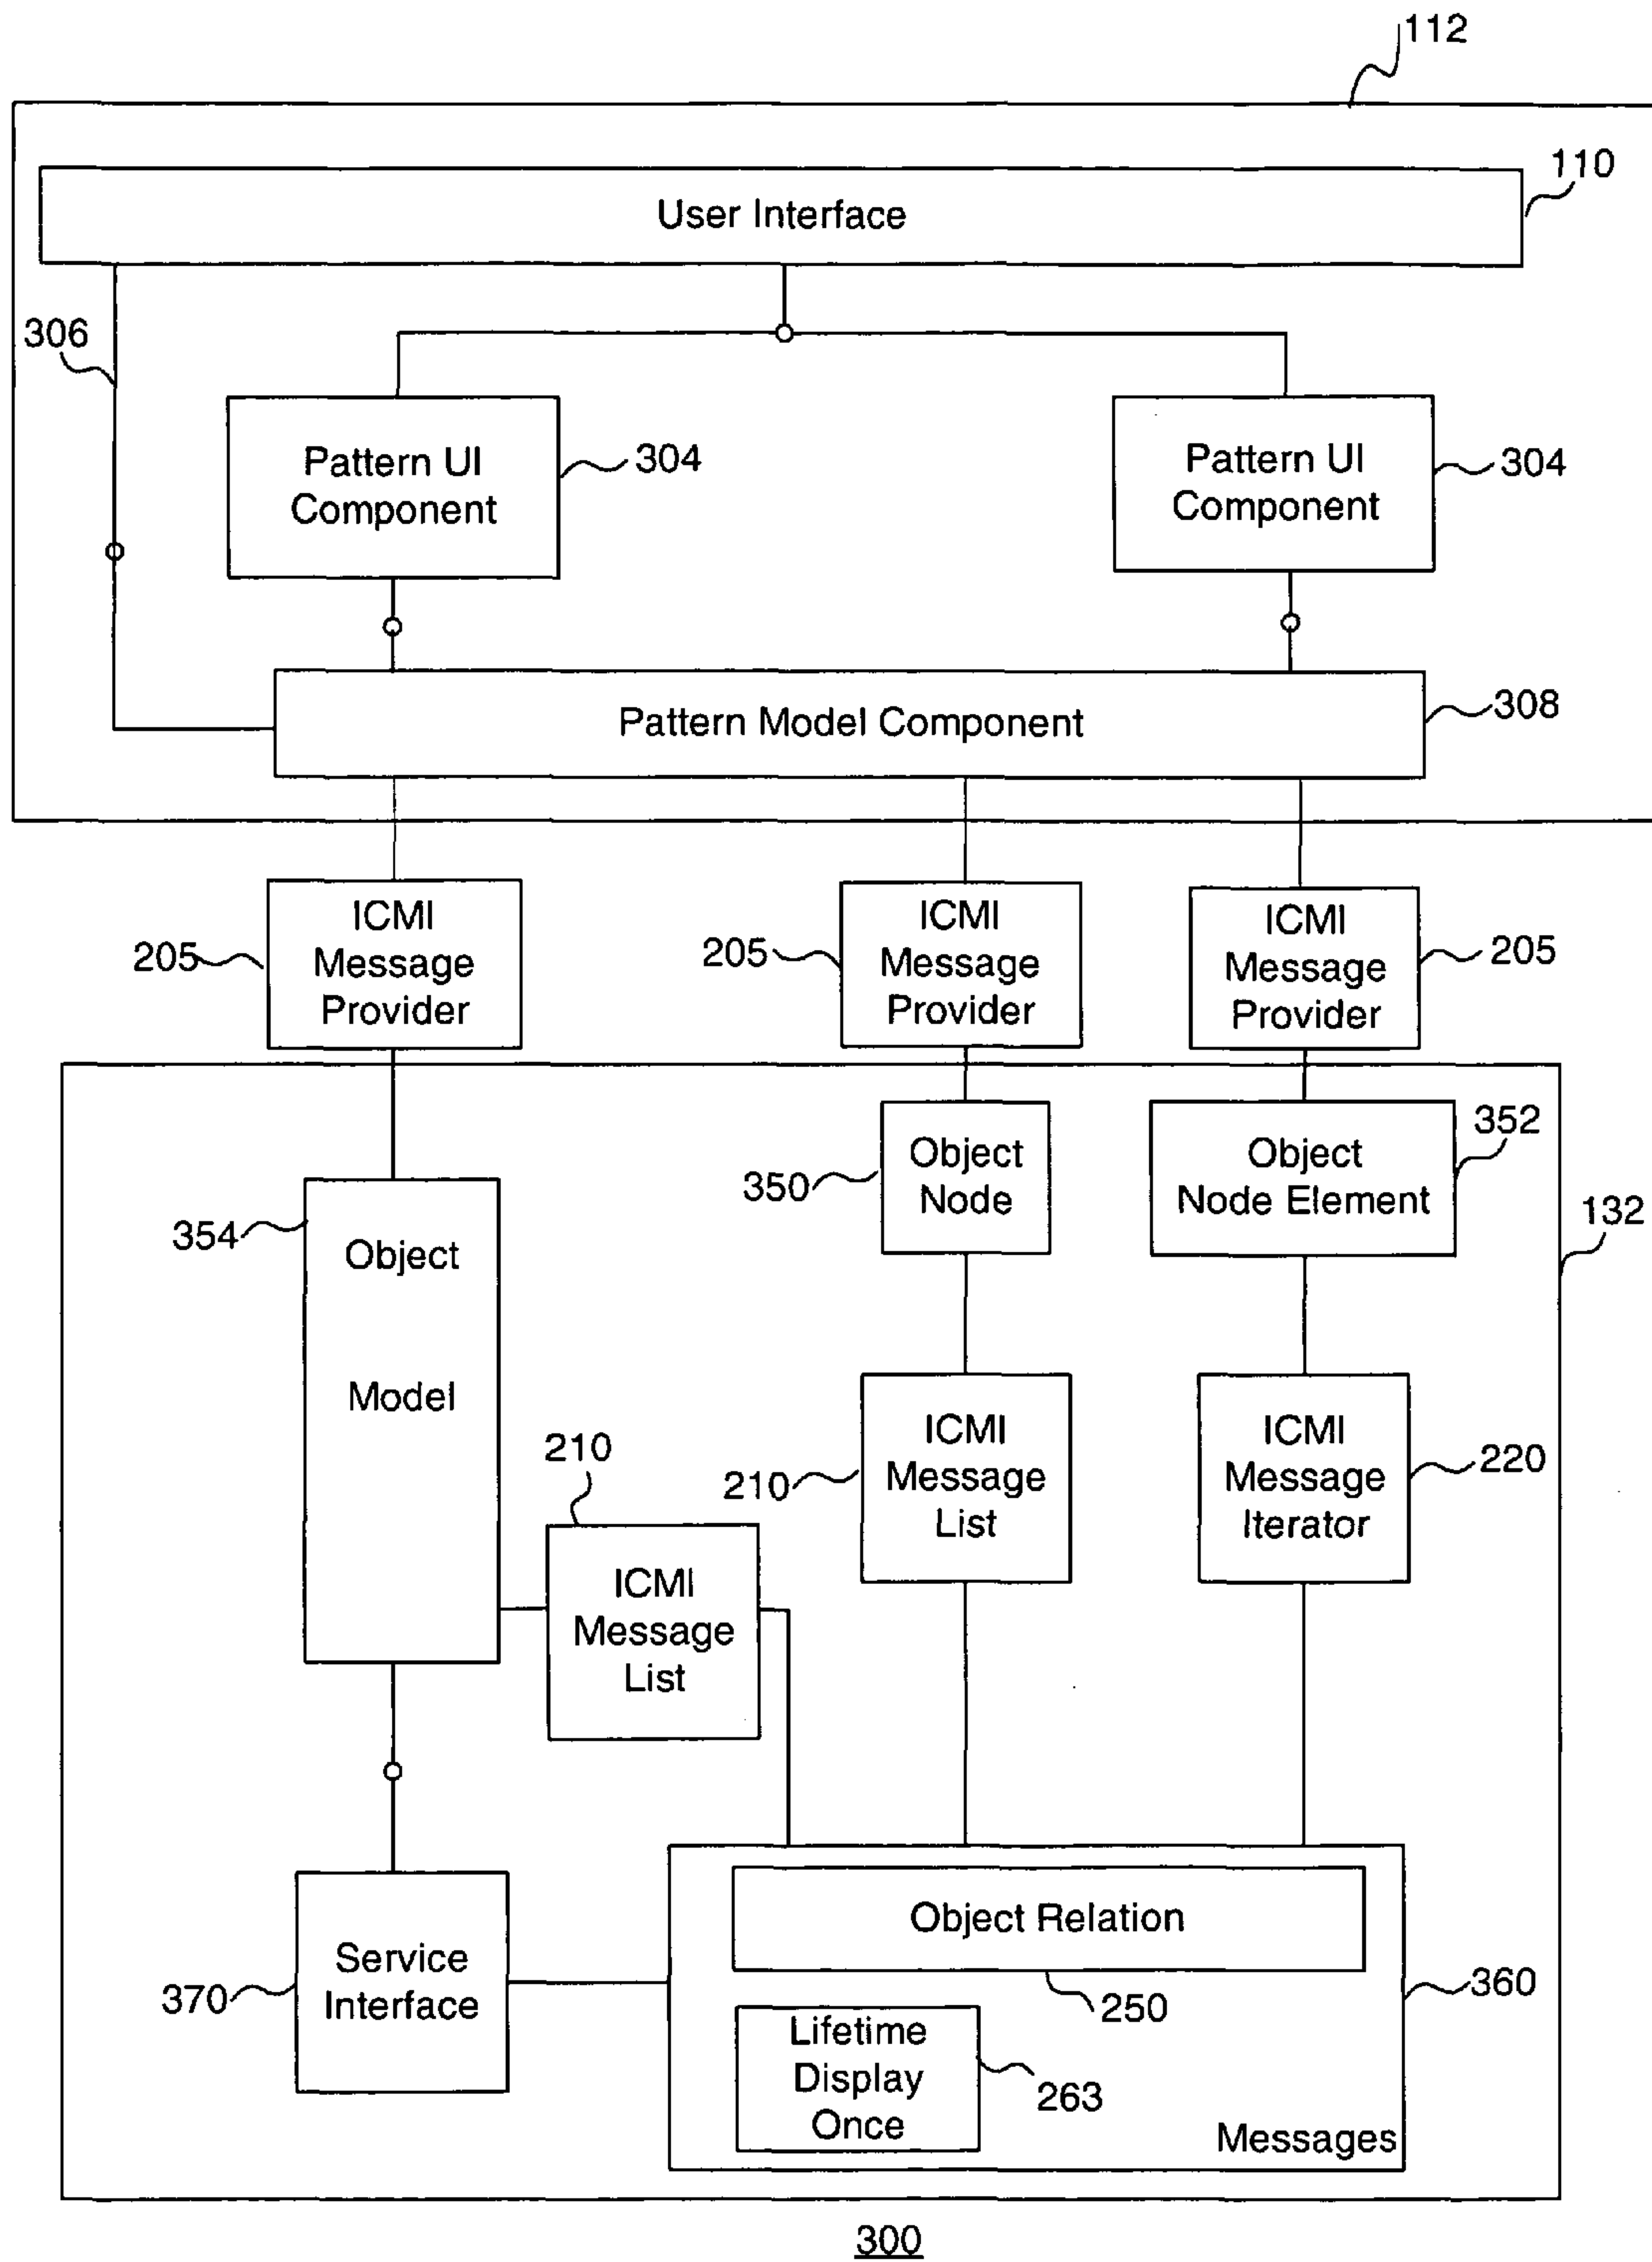 112
110
User Interface
306
Pattern UI
Component
304
Pattern UI
Component
304
Pattern Model Component
308
ICMI
Message
Provider
205
ICMI
Message
Provider
205
ICMI
Message
Provider
205
Object
Node
350
Object
Node Element
352
132
354
Object
Model
210
ICMI
Message
List
210
ICMI
Message
List
ICMI
Message
Iterator
220
Service
Interface
370
Object Relation
250
360
Lifetime
Display
Once
263
Messages
300